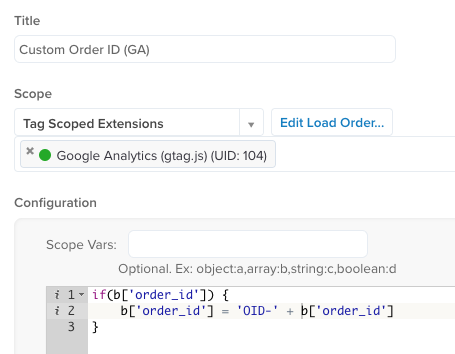 Title
Custom Order ID (GA)
Scope
Tag Scoped Extensions
Edit Load Order...
× Google Analytics (gtag.js) (UID: 104)
Configuration
Scope Vars:
Optional. Ex: object:a,array:b,string:c,boolean:d
i 1 if(b['order_id']) {
i 2 b['order_id'] = 'OID-' + b['order_id']
3 }